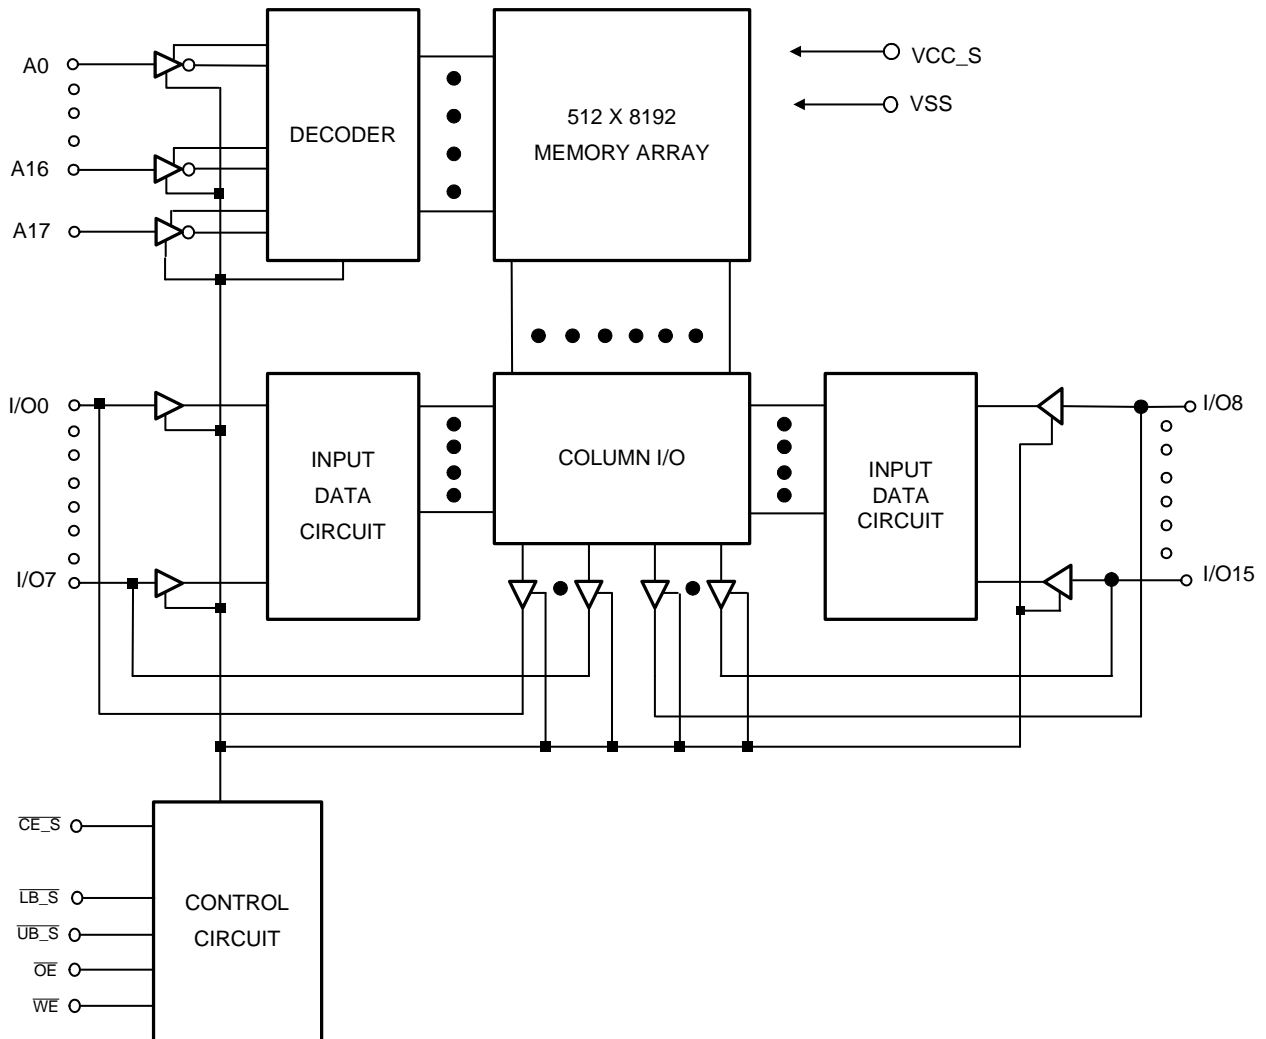 A0
A16
A17
DECODER
512 X 8192
MEMORY ARRAY
VCC_S
VSS
I/O0
I/O7
INPUT
DATA
CIRCUIT
COLUMN I/O
INPUT
DATA
CIRCUIT
I/O8
I/O15
CE_S
LB_S
UB_S
OE
WE
CONTROL
CIRCUIT